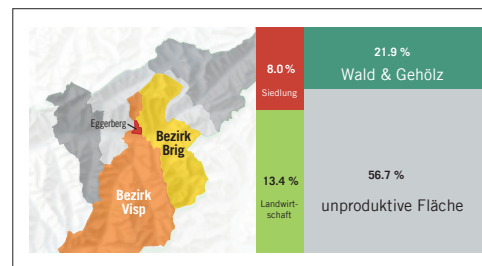 Eggerberg
Bezirk
Brig
Bezirk
Visp
8.0 %
Siedlung
21.9 %
Wald & Gehölz
13.4 %
Landwirt-
schaft
56.7 %
unproduktive Fläche